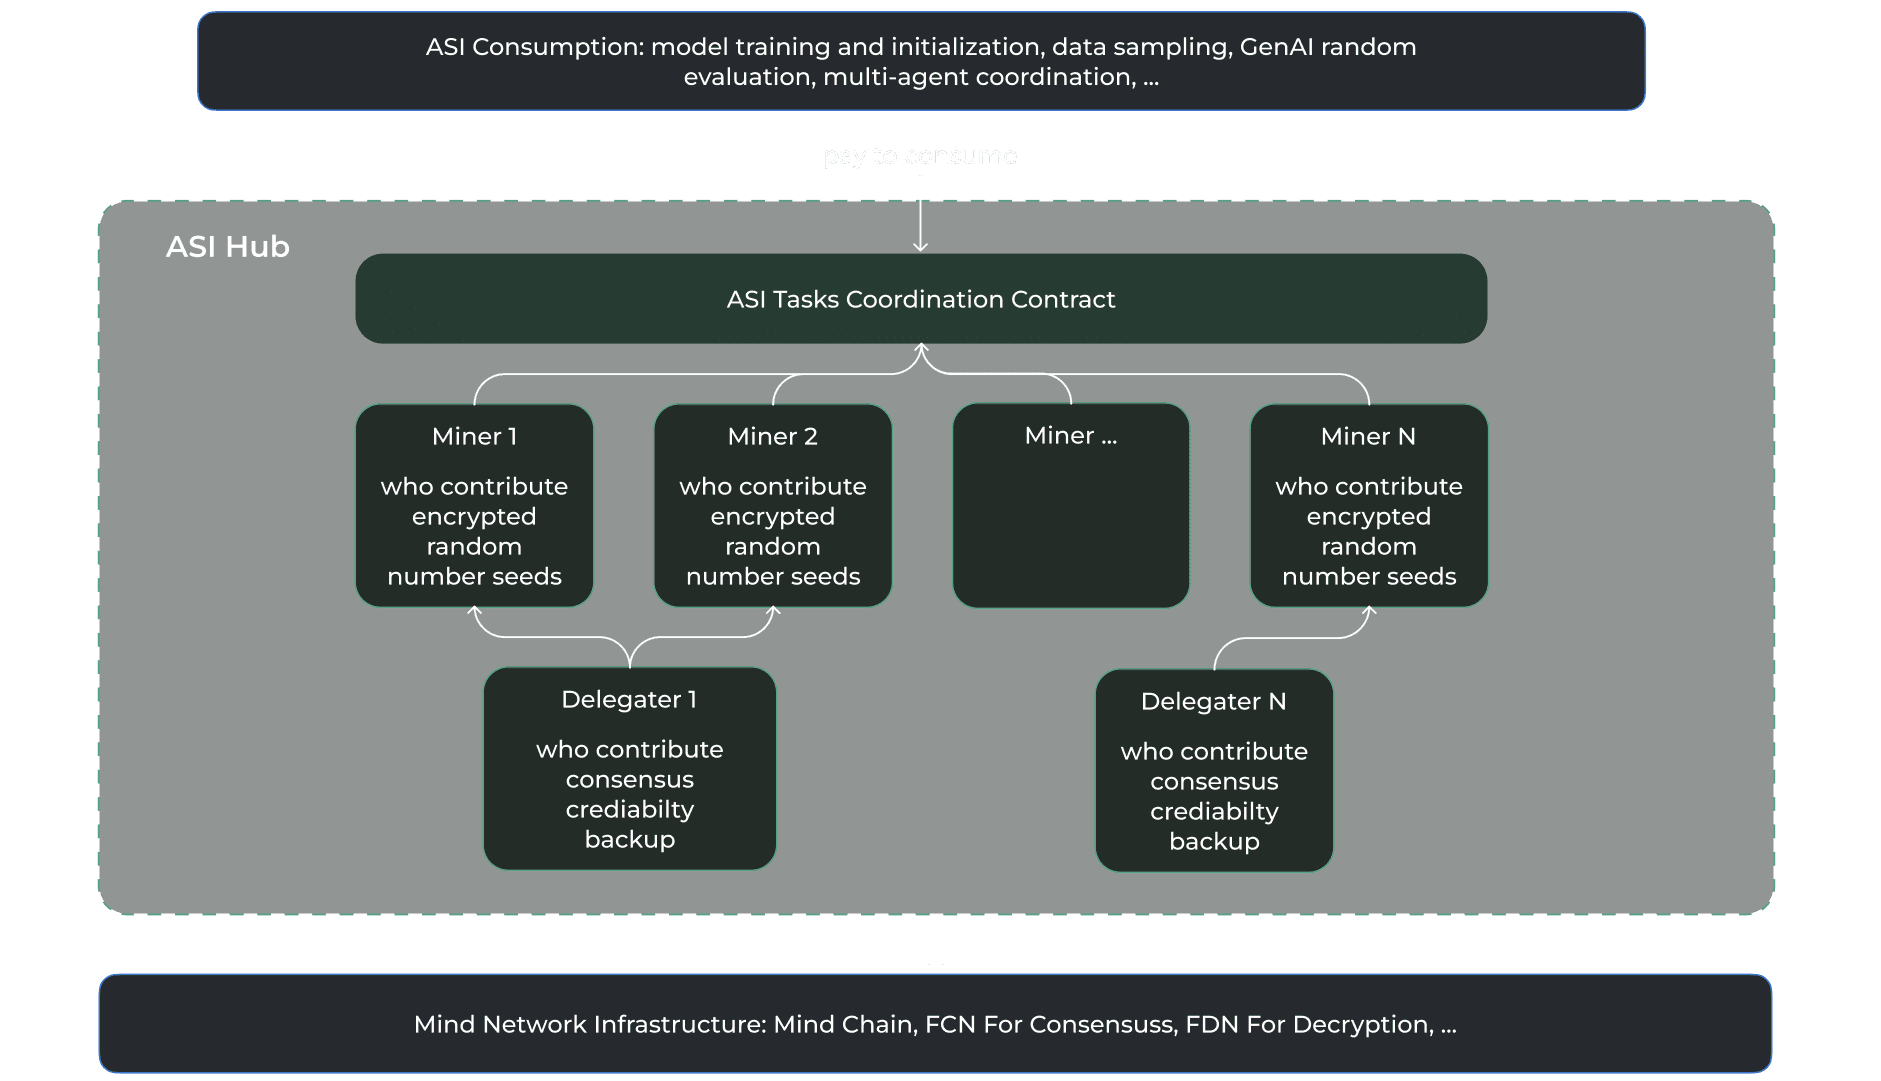 ASI Consumption: model training and initialization, data sampling, GenAI random
evaluation, multi-agent coordination, ...
pay to consume
ASI Hub
ASI Tasks Coordination Contract
Miner 1
who contribute
encrypted
random
number seeds
Miner 2
who contribute
encrypted
random
number seeds
Miner ...
Miner N
who contribute
encrypted
random
number seeds
Delegater 1
who contribute
consensus
crediabilty
backup
Delegater N
who contribute
consensus
crediabilty
backup
Mind Network Infrastructure: Mind Chain, FCN For Consensuss, FDN For Decryption, ...